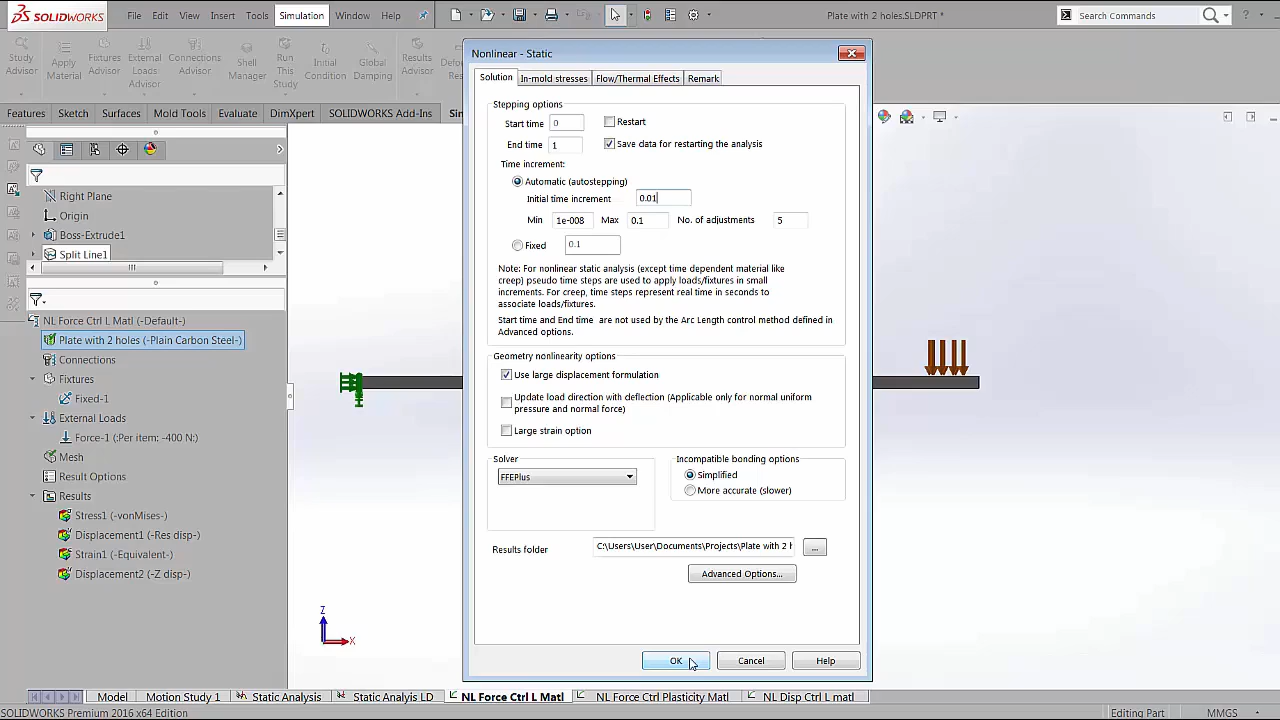 SOLIDWORKS
File Edit View Insert Tools Simulation Window Help
Plate with 2 holes.SLDPRT *
Search Commands
Study Advisor
Apply Material
Fixtures Advisor
External Loads Advisor
Connections Advisor
Shell Manager
Run This Study
Initial Condition
Global Damping
Results Advisor
Features Sketch Surfaces Mold Tools Evaluate DimXpert SOLIDWORKS Add-Ins
Right Plane
Origin
Boss-Extrude1
Split Line1
NL Force Ctrl L Matl (-Default-)
Plate with 2 holes (-Plain Carbon Steel-)
Connections
Fixtures
Fixed-1
External Loads
Force-1 (:Per item: -400 N:)
Mesh
Result Options
Results
Stress1 (-vonMises-)
Displacement1 (-Res disp-)
Strain1 (-Equivalent-)
Displacement2 (-Z disp-)
Z
X
Nonlinear - Static
Solution In-mold stresses Flow/Thermal Effects Remark
Stepping options
Start time 0 Restart
End time 1 Save data for restarting the analysis
Time increment:
Automatic (autostepping)
Initial time increment 0.01
Min 1e-008 Max 0.1 No. of adjustments 5
Fixed 0.1
Note: For nonlinear static analysis (except time dependent material like
creep) pseudo time steps are used to apply loads/fixtures in small
increments. For creep, time steps represent real time in seconds to
associate loads/fixtures.
Start time and End time are not used by the Arc Length control method defined in
Advanced options.
Geometry nonlinearity options
Use large displacement formulation
Update load direction with deflection (Applicable only for normal uniform
pressure and normal force)
Large strain option
Solver
FFEPlus
Incompatible bonding options
Simplified
More accurate (slower)
Results folder C:\Users\User\Documents\Projects\Plate with 2 ...
Advanced Options...
OK Cancel Help
Model Motion Study 1 Static Analysis Static Analysis LD NL Force Ctrl L Matl NL Force Ctrl Plasticity Matl NL Disp Ctrl L matl
SOLIDWORKS Premium 2016 x64 Edition Editing Part MMGS